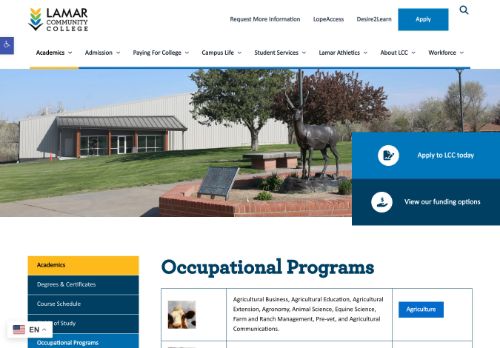 LAMAR
COMMUNITY
COLLEGE
Request More Information
LopeAccess
Desire2Learn
Apply
Academics
Admission
Paying For College
Campus Life
Student Services
Lamar Athletics
About LCC
Workforce
Apply to LCC today
View our funding options
Academics
Degrees & Certificates
Course Schedule
of Study
Occupational Programs
EN
Occupational Programs
Agricultural Business, Agricultural Education, Agricultural
Extension, Agronomy, Animal Science, Equine Science,
Farm and Ranch Management, Pre-vet, and Agricultural
Communications.
Agriculture